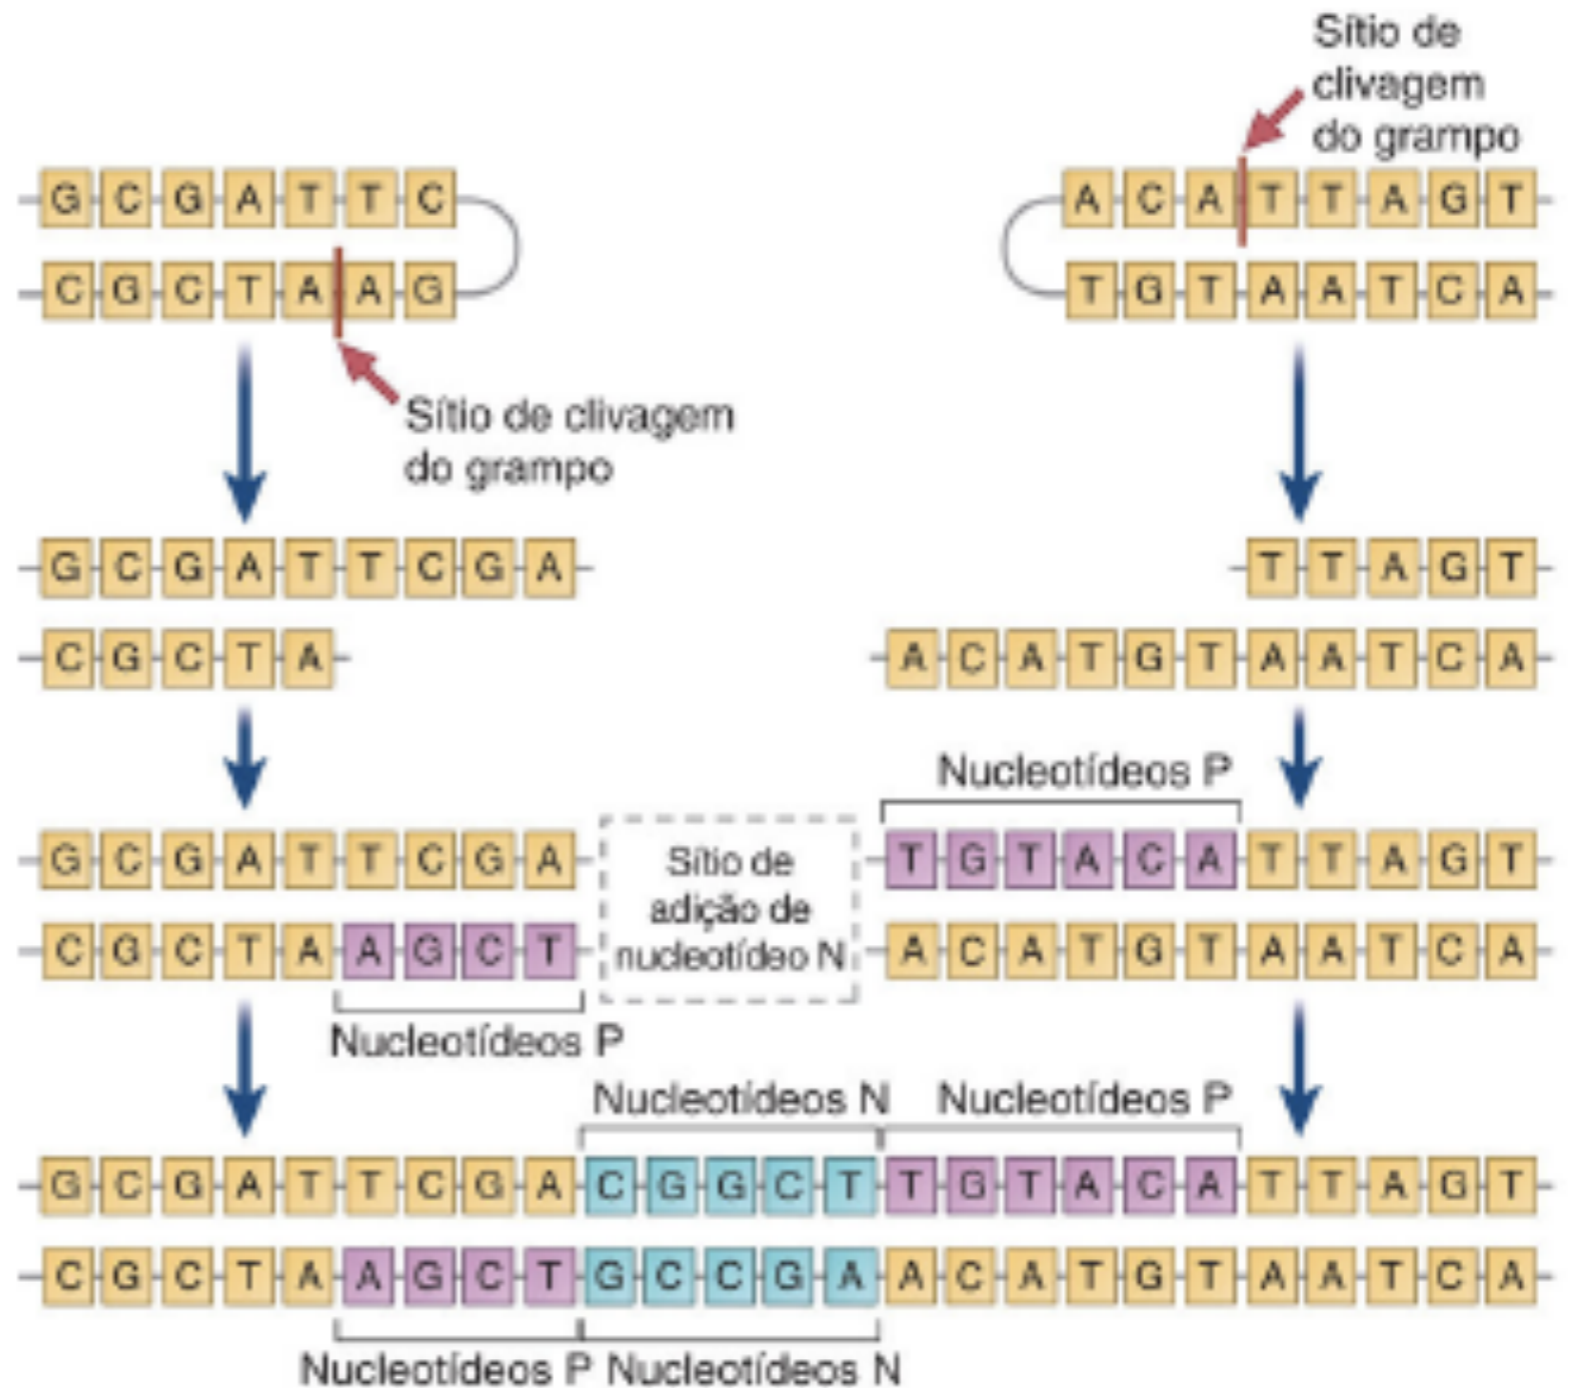 Sítio de
clivagem
do grampo
G C G A T T C
A C A T T A G T
C G C T A A G
T G T A A T C A
Sítio de clivagem
do grampo
G C G A T T C G A
T T A G T
C G C T A
A C A T G T A A T C A
Nucleotídeos P
G C G A T T C G A
Sítio de
adição de
nucleotídeo N
T G T A C A T T A G T
C G C T A A G C T
A C A T G T A A T C A
Nucleotídeos P
Nucleotídeos N
Nucleotídeos P
G C G A T T C G A C G G C T T G T A C A T T A G T
C G C T A A G C T G C C G A A C A T G T A A T C A
Nucleotídeos P
Nucleotídeos N